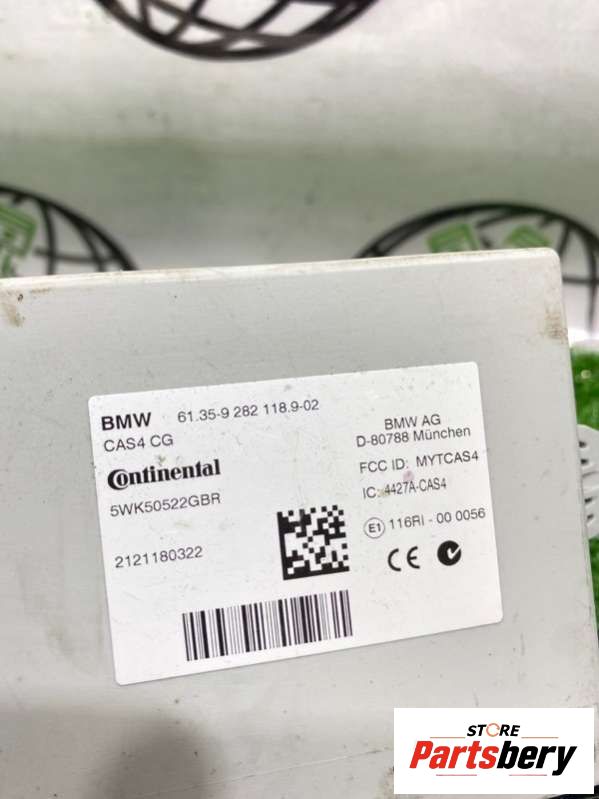 BMW 61.35-9 282 118.9-02
CAS4 CG
Continental
5WK50522GBR
2121180322
BMW AG
D-80788 München
FCC ID: MYTCAS4
IC: 4427A-CAS4
E1 116RI - 00 0056
CE
STORE
Partsbery